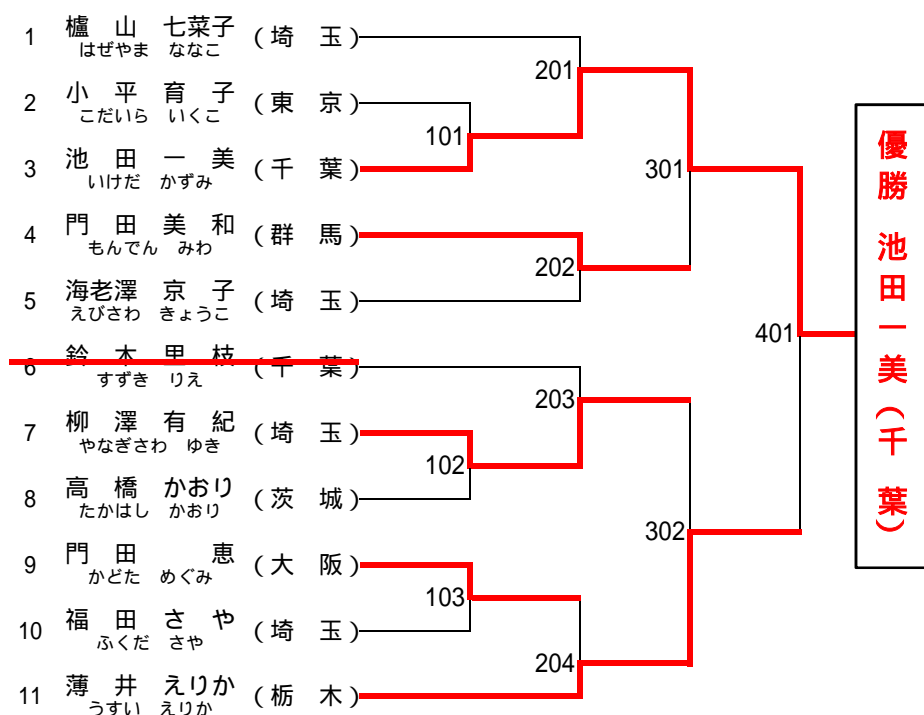 1 櫨山 七菜子 (埼 玉)
はぜやま ななこ
2 小平 育子 (東 京)
こだいら いくこ
3 池田 一美 (千 葉)
いけだ かずみ
4 門田 美和 (群 馬)
もんでん みわ
5 海老澤 京子 (埼 玉)
えびさわ きょうこ
6 鈴木 里枝 (千 葉)
すずき りえ
7 柳澤 有紀 (埼 玉)
やなぎさわ ゆき
8 高橋 かおり (茨 城)
たかはし かおり
9 門田 恵 (大 阪)
かどた めぐみ
10 福田 さや (埼 玉)
ふくだ さや
11 薄井 えりか (栃 木)
うすい えりか
101
102
103
201
202
203
204
301
302
401
優勝 池田一美(千 葉)